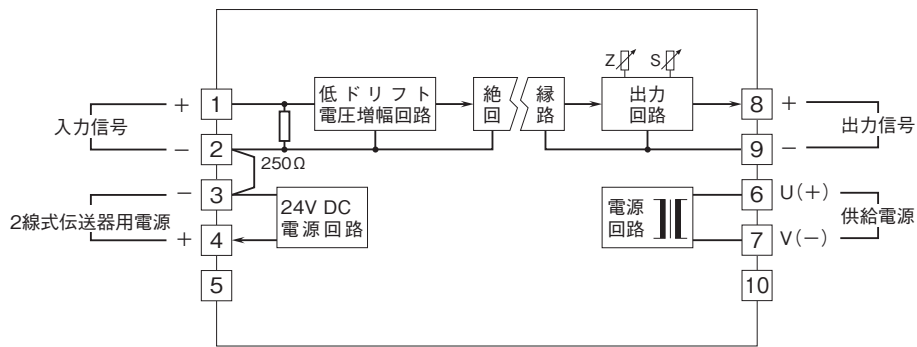 Z S
低ドリフト
電圧増幅回路
絶
回
縁
路
出力
回路
入力信号
+ 1
− 2
250Ω
8 +
9 −
出力信号
2線式伝送器用電源
− 3
+ 4
5
24V DC
電源回路
電源
回路
6 U(+)
7 V(−)
10
供給電源